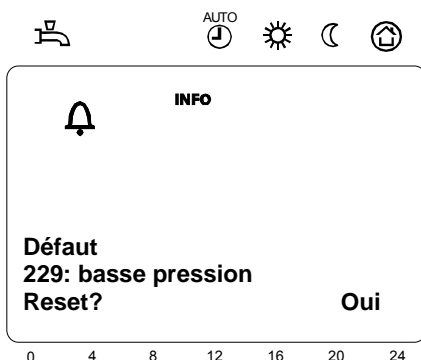 AUTO
INFO
Défaut
229: basse pression
Reset? Oui
0 4 8 12 16 20 24